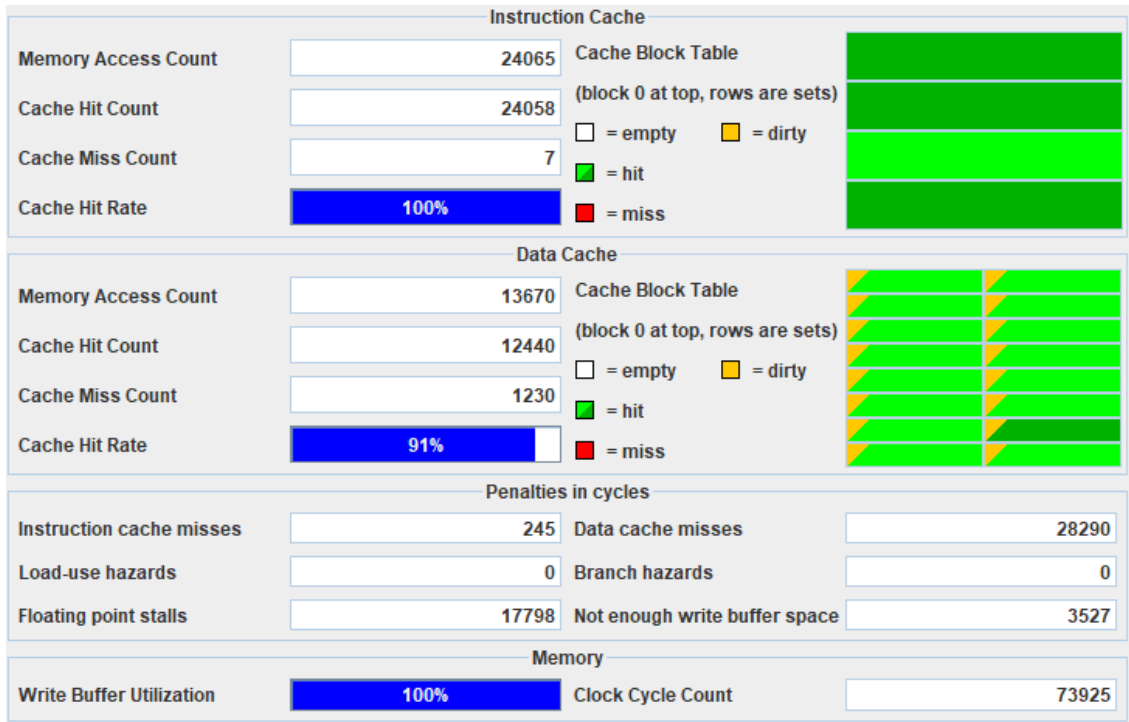 Instruction Cache
Memory Access Count 24065 Cache Block Table
(block 0 at top, rows are sets)
Cache Hit Count 24058
= empty = dirty
Cache Miss Count 7
= hit
Cache Hit Rate 100%
= miss
Data Cache
Memory Access Count 13670 Cache Block Table
(block 0 at top, rows are sets)
Cache Hit Count 12440
= empty = dirty
Cache Miss Count 1230
= hit
Cache Hit Rate 91%
= miss
Penalties in cycles
Instruction cache misses 245 Data cache misses 28290
Load-use hazards 0 Branch hazards 0
Floating point stalls 17798 Not enough write buffer space 3527
Memory
Write Buffer Utilization 100% Clock Cycle Count 73925